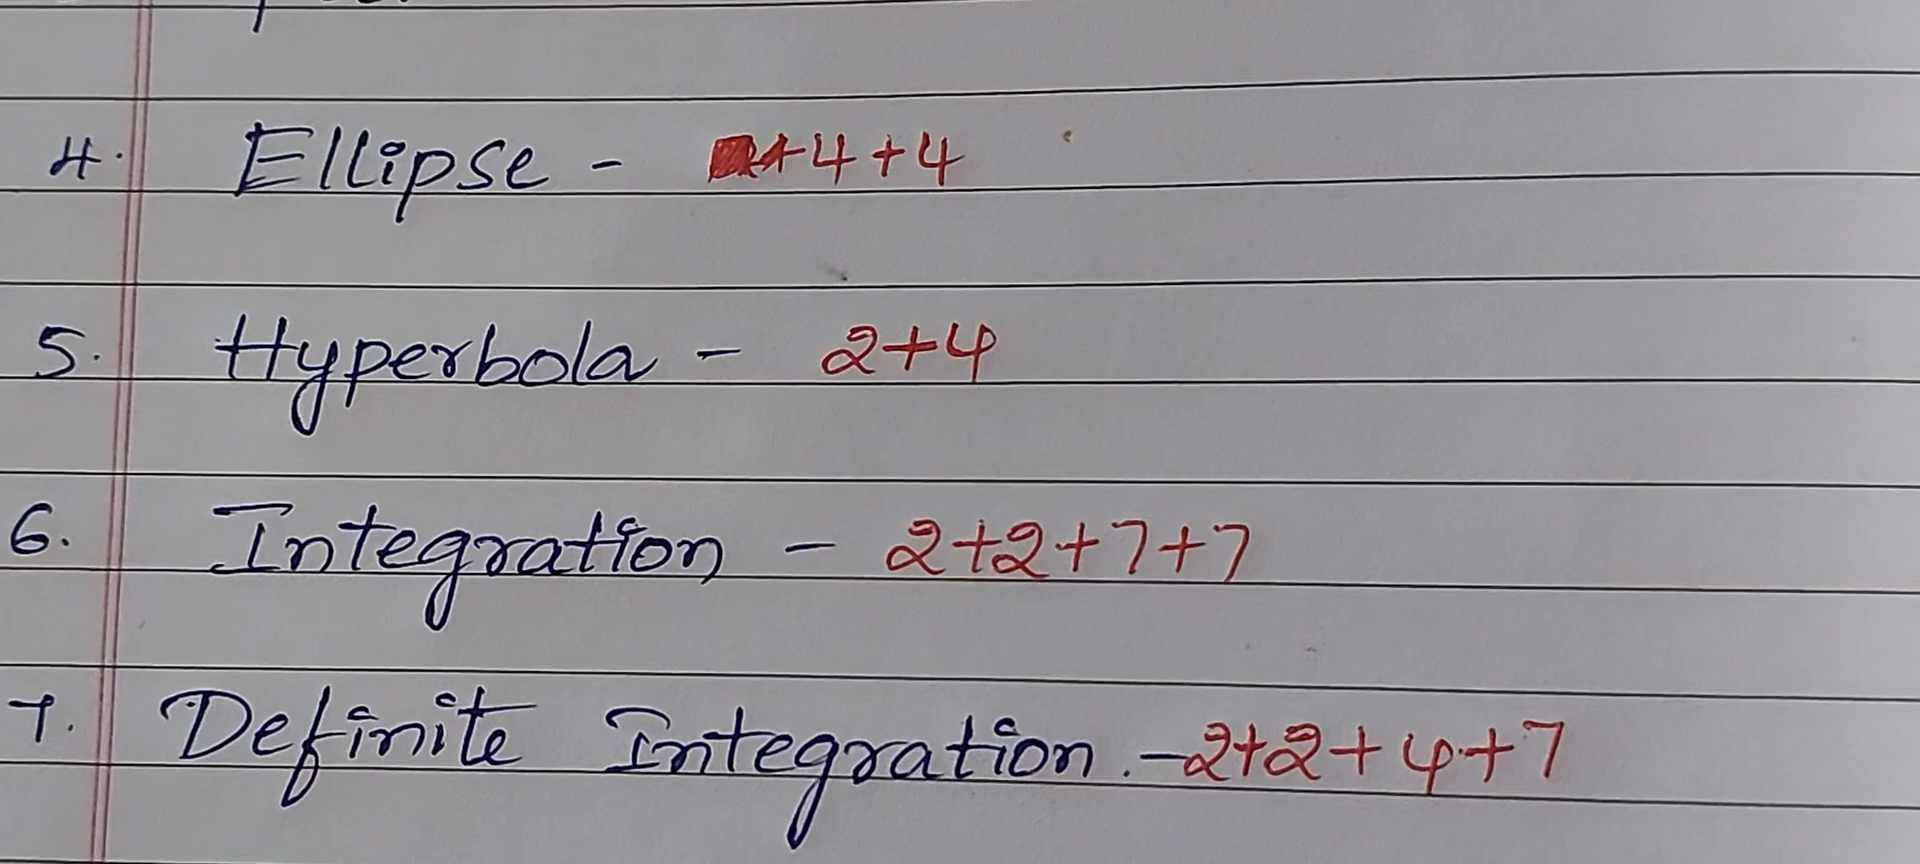 4. Ellipse - +4+4
5. Hyperbola - 2+4
6. Integration - 2+2+7+7
7. Definite Integration. -2+2+4+7